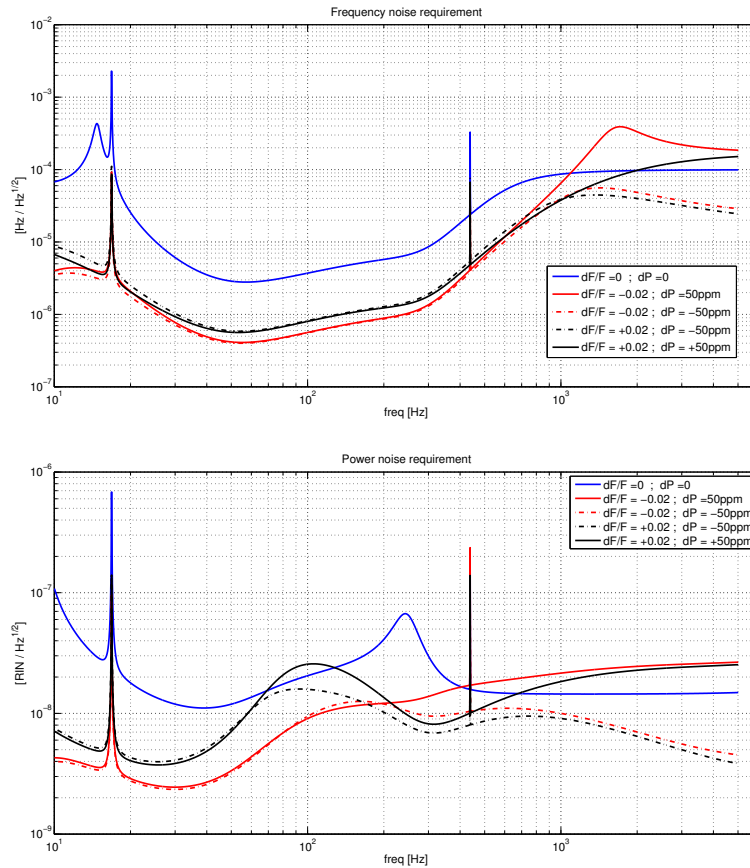 Frequency noise requirement
10^−2
10^−3
10^−4
10^−5
10^−6
10^−7
[Hz / Hz^1/2]
dF/F =0 ; dP =0
dF/F = −0.02 ; dP =50ppm
dF/F = −0.02 ; dP = −50ppm
dF/F = +0.02 ; dP = −50ppm
dF/F = +0.02 ; dP = +50ppm
10^1
10^2
10^3
freq [Hz]
Power noise requirement
10^−6
10^−7
10^−8
10^−9
[RIN / Hz^1/2]
dF/F =0 ; dP =0
dF/F = −0.02 ; dP =50ppm
dF/F = −0.02 ; dP = −50ppm
dF/F = +0.02 ; dP = −50ppm
dF/F = +0.02 ; dP = +50ppm
10^1
10^2
10^3
freq [Hz]